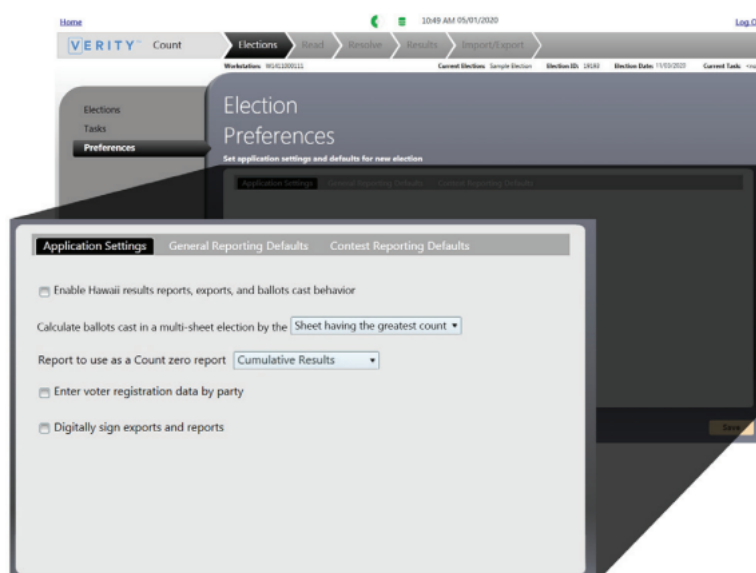 Home
10:49 AM 05/01/2020
VERITY Count
Elections Read Resolve Results Import/Export
Workstation: Current Election: Sample Election Election ID: Election Date: 11/03/2020 Current Task:
Election
Preferences
Set application settings and defaults for new election
Elections
Tasks
Preferences
Application Settings General Reporting Defaults Contest Reporting Defaults
Application Settings General Reporting Defaults Contest Reporting Defaults
Enable Hawaii results reports, exports, and ballots cast behavior
Calculate ballots cast in a multi-sheet election by the Sheet having the greatest count
Report to use as a Count zero report Cumulative Results
Enter voter registration data by party
Digitally sign exports and reports
Save